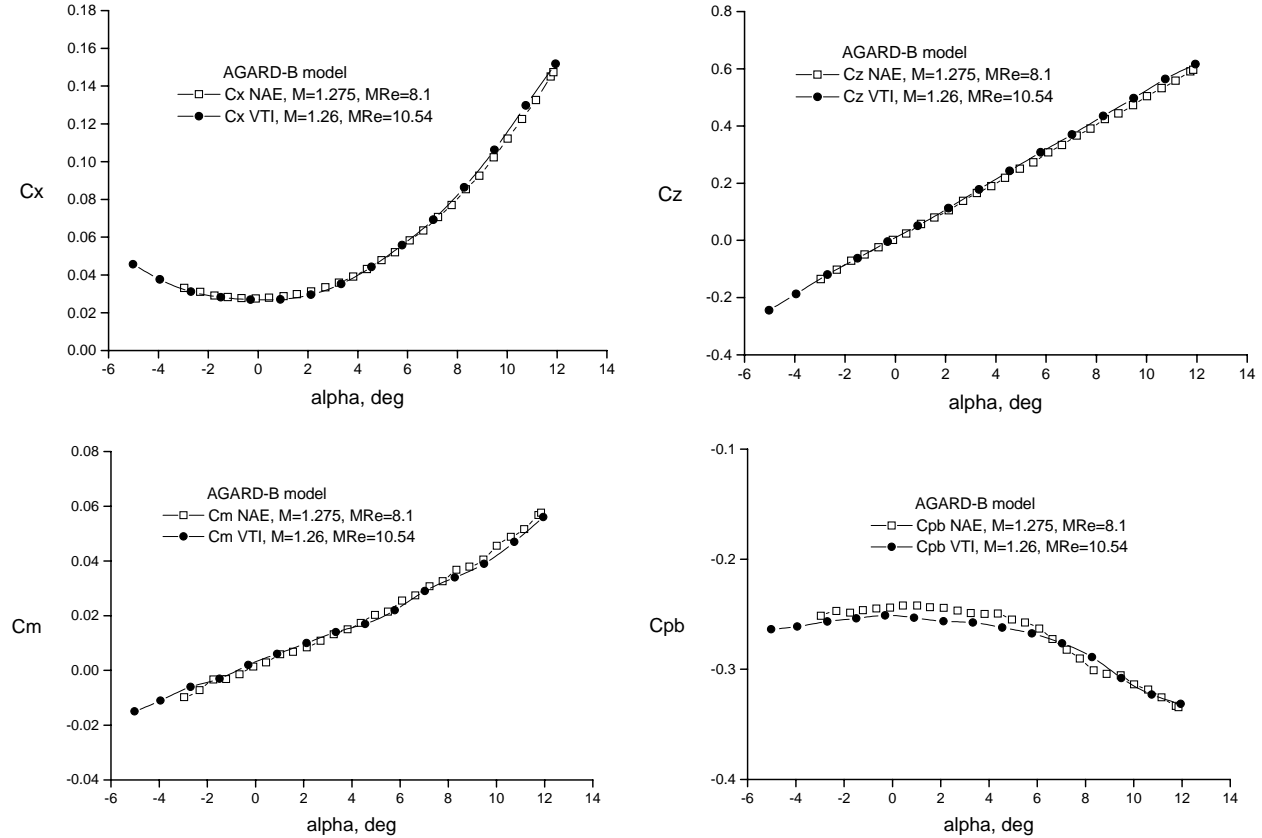 0.18
0.16
0.14
0.12
0.10
0.08
0.06
0.04
0.02
0.00
Cx
AGARD-B model
Cx NAE, M=1.275, MRe=8.1
Cx VTI, M=1.26, MRe=10.54
-6 -4 -2 0 2 4 6 8 10 12 14
alpha, deg
0.8
0.6
0.4
0.2
0.0
-0.2
-0.4
Cz
AGARD-B model
Cz NAE, M=1.275, MRe=8.1
Cz VTI, M=1.26, MRe=10.54
-6 -4 -2 0 2 4 6 8 10 12 14
alpha, deg
0.08
0.06
0.04
0.02
0.00
-0.02
-0.04
Cm
AGARD-B model
Cm NAE, M=1.275, MRe=8.1
Cm VTI, M=1.26, MRe=10.54
-6 -4 -2 0 2 4 6 8 10 12 14
alpha, deg
-0.1
-0.2
-0.3
-0.4
Cpb
AGARD-B model
Cpb NAE, M=1.275, MRe=8.1
Cpb VTI, M=1.26, MRe=10.54
-6 -4 -2 0 2 4 6 8 10 12 14
alpha, deg